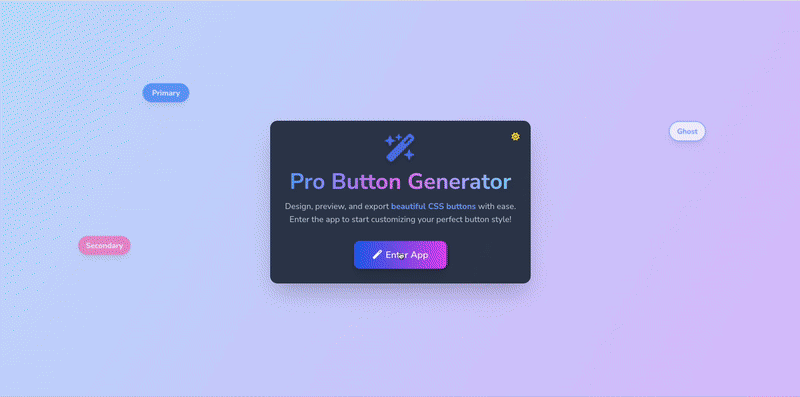 Primary
Ghost
Pro Button Generator
Design, preview, and export beautiful CSS buttons with ease.
Enter the app to start customizing your perfect button style!
Secondary
Enter App